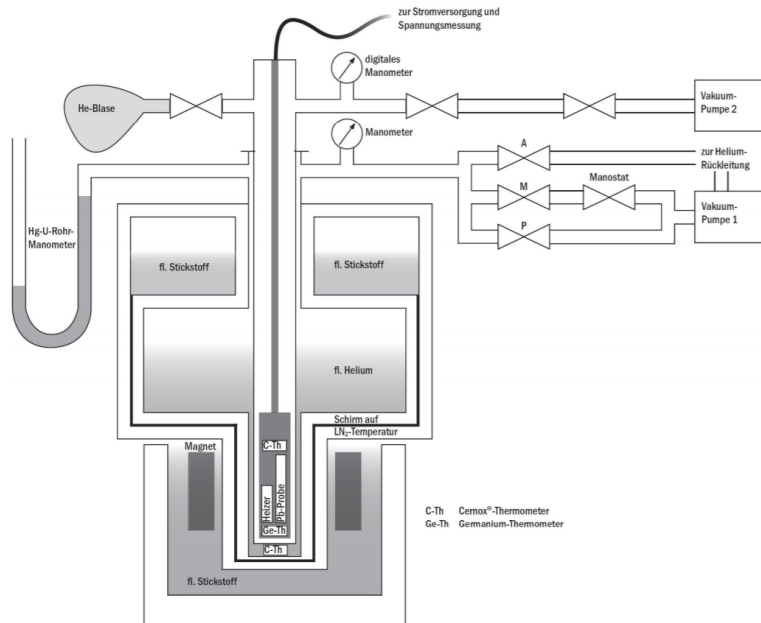 zur Stromversorgung und
Spannungsmessung
digitales
Manometer
He-Blase
Vakuum-
Pumpe 2
Manometer
A
zur Helium-
Rückleitung
M
Manostat
Vakuum-
Pumpe 1
P
Hg-U-Rohr-
Manometer
fl. Stickstoff
fl. Stickstoff
fl. Helium
Schirm auf
LN₂-Temperatur
Magnet
C-Th
Heizer
Pb-Probe
Ge-Th
C-Th
C-Th Cernox®-Thermometer
Ge-Th Germanium-Thermometer
fl. Stickstoff